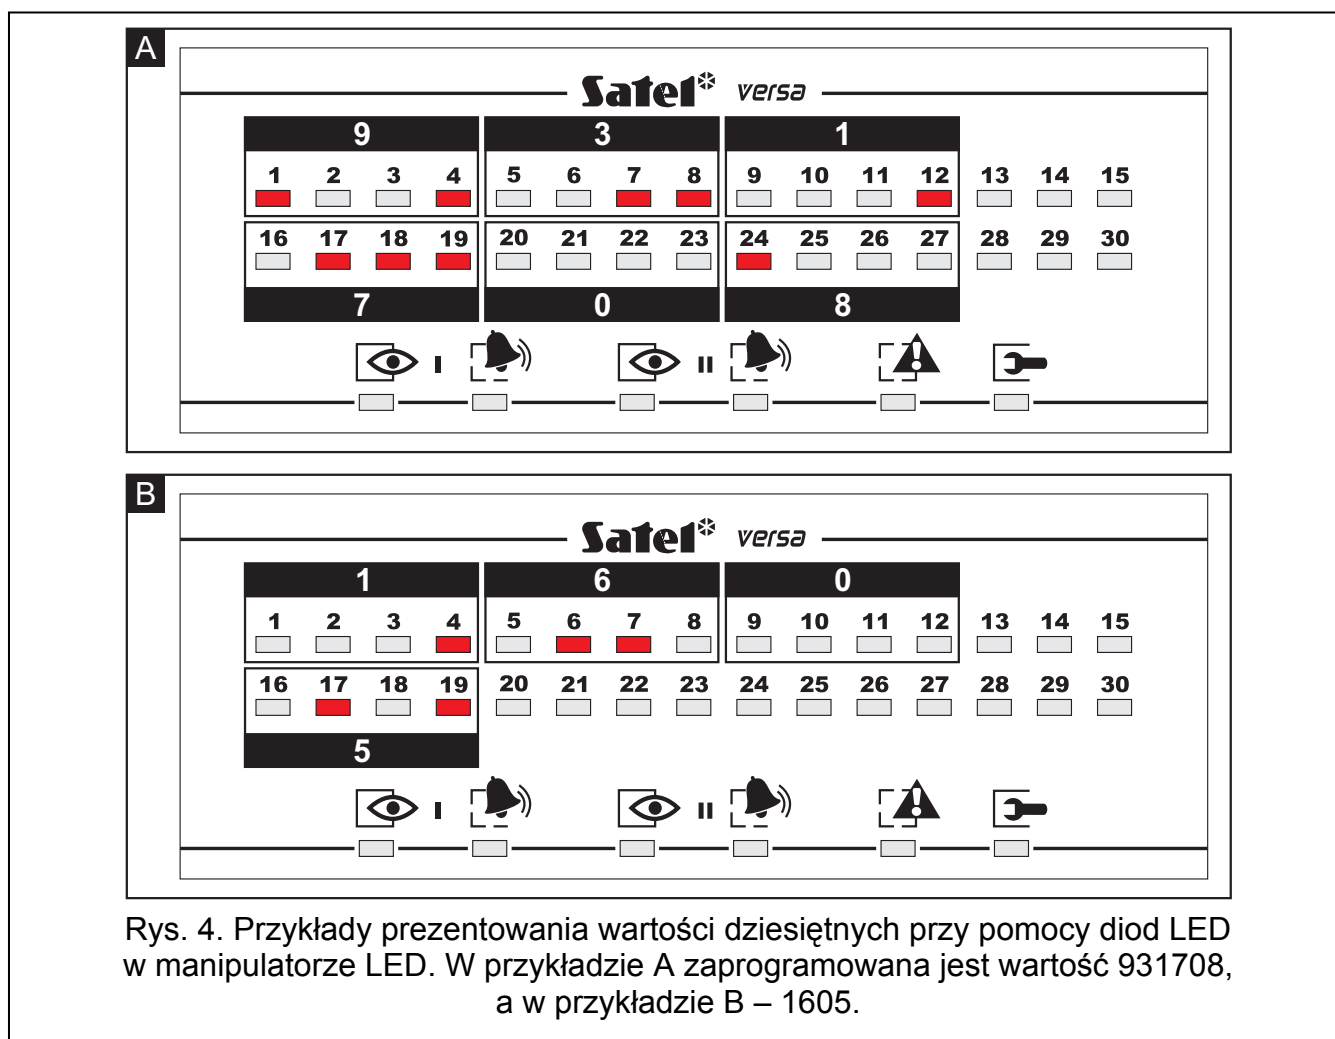 A
Satel versa
9 3 1
1 2 3 4 5 6 7 8 9 10 11 12 13 14 15
16 17 18 19 20 21 22 23 24 25 26 27 28 29 30
7 0 8
I II
B
Satel versa
1 6 0
1 2 3 4 5 6 7 8 9 10 11 12 13 14 15
16 17 18 19 20 21 22 23 24 25 26 27 28 29 30
5
I II
Rys. 4. Przykłady prezentowania wartości dziesiętnych przy pomocy diod LED
w manipulatorze LED. W przykładzie A zaprogramowana jest wartość 931708,
a w przykładzie B – 1605.